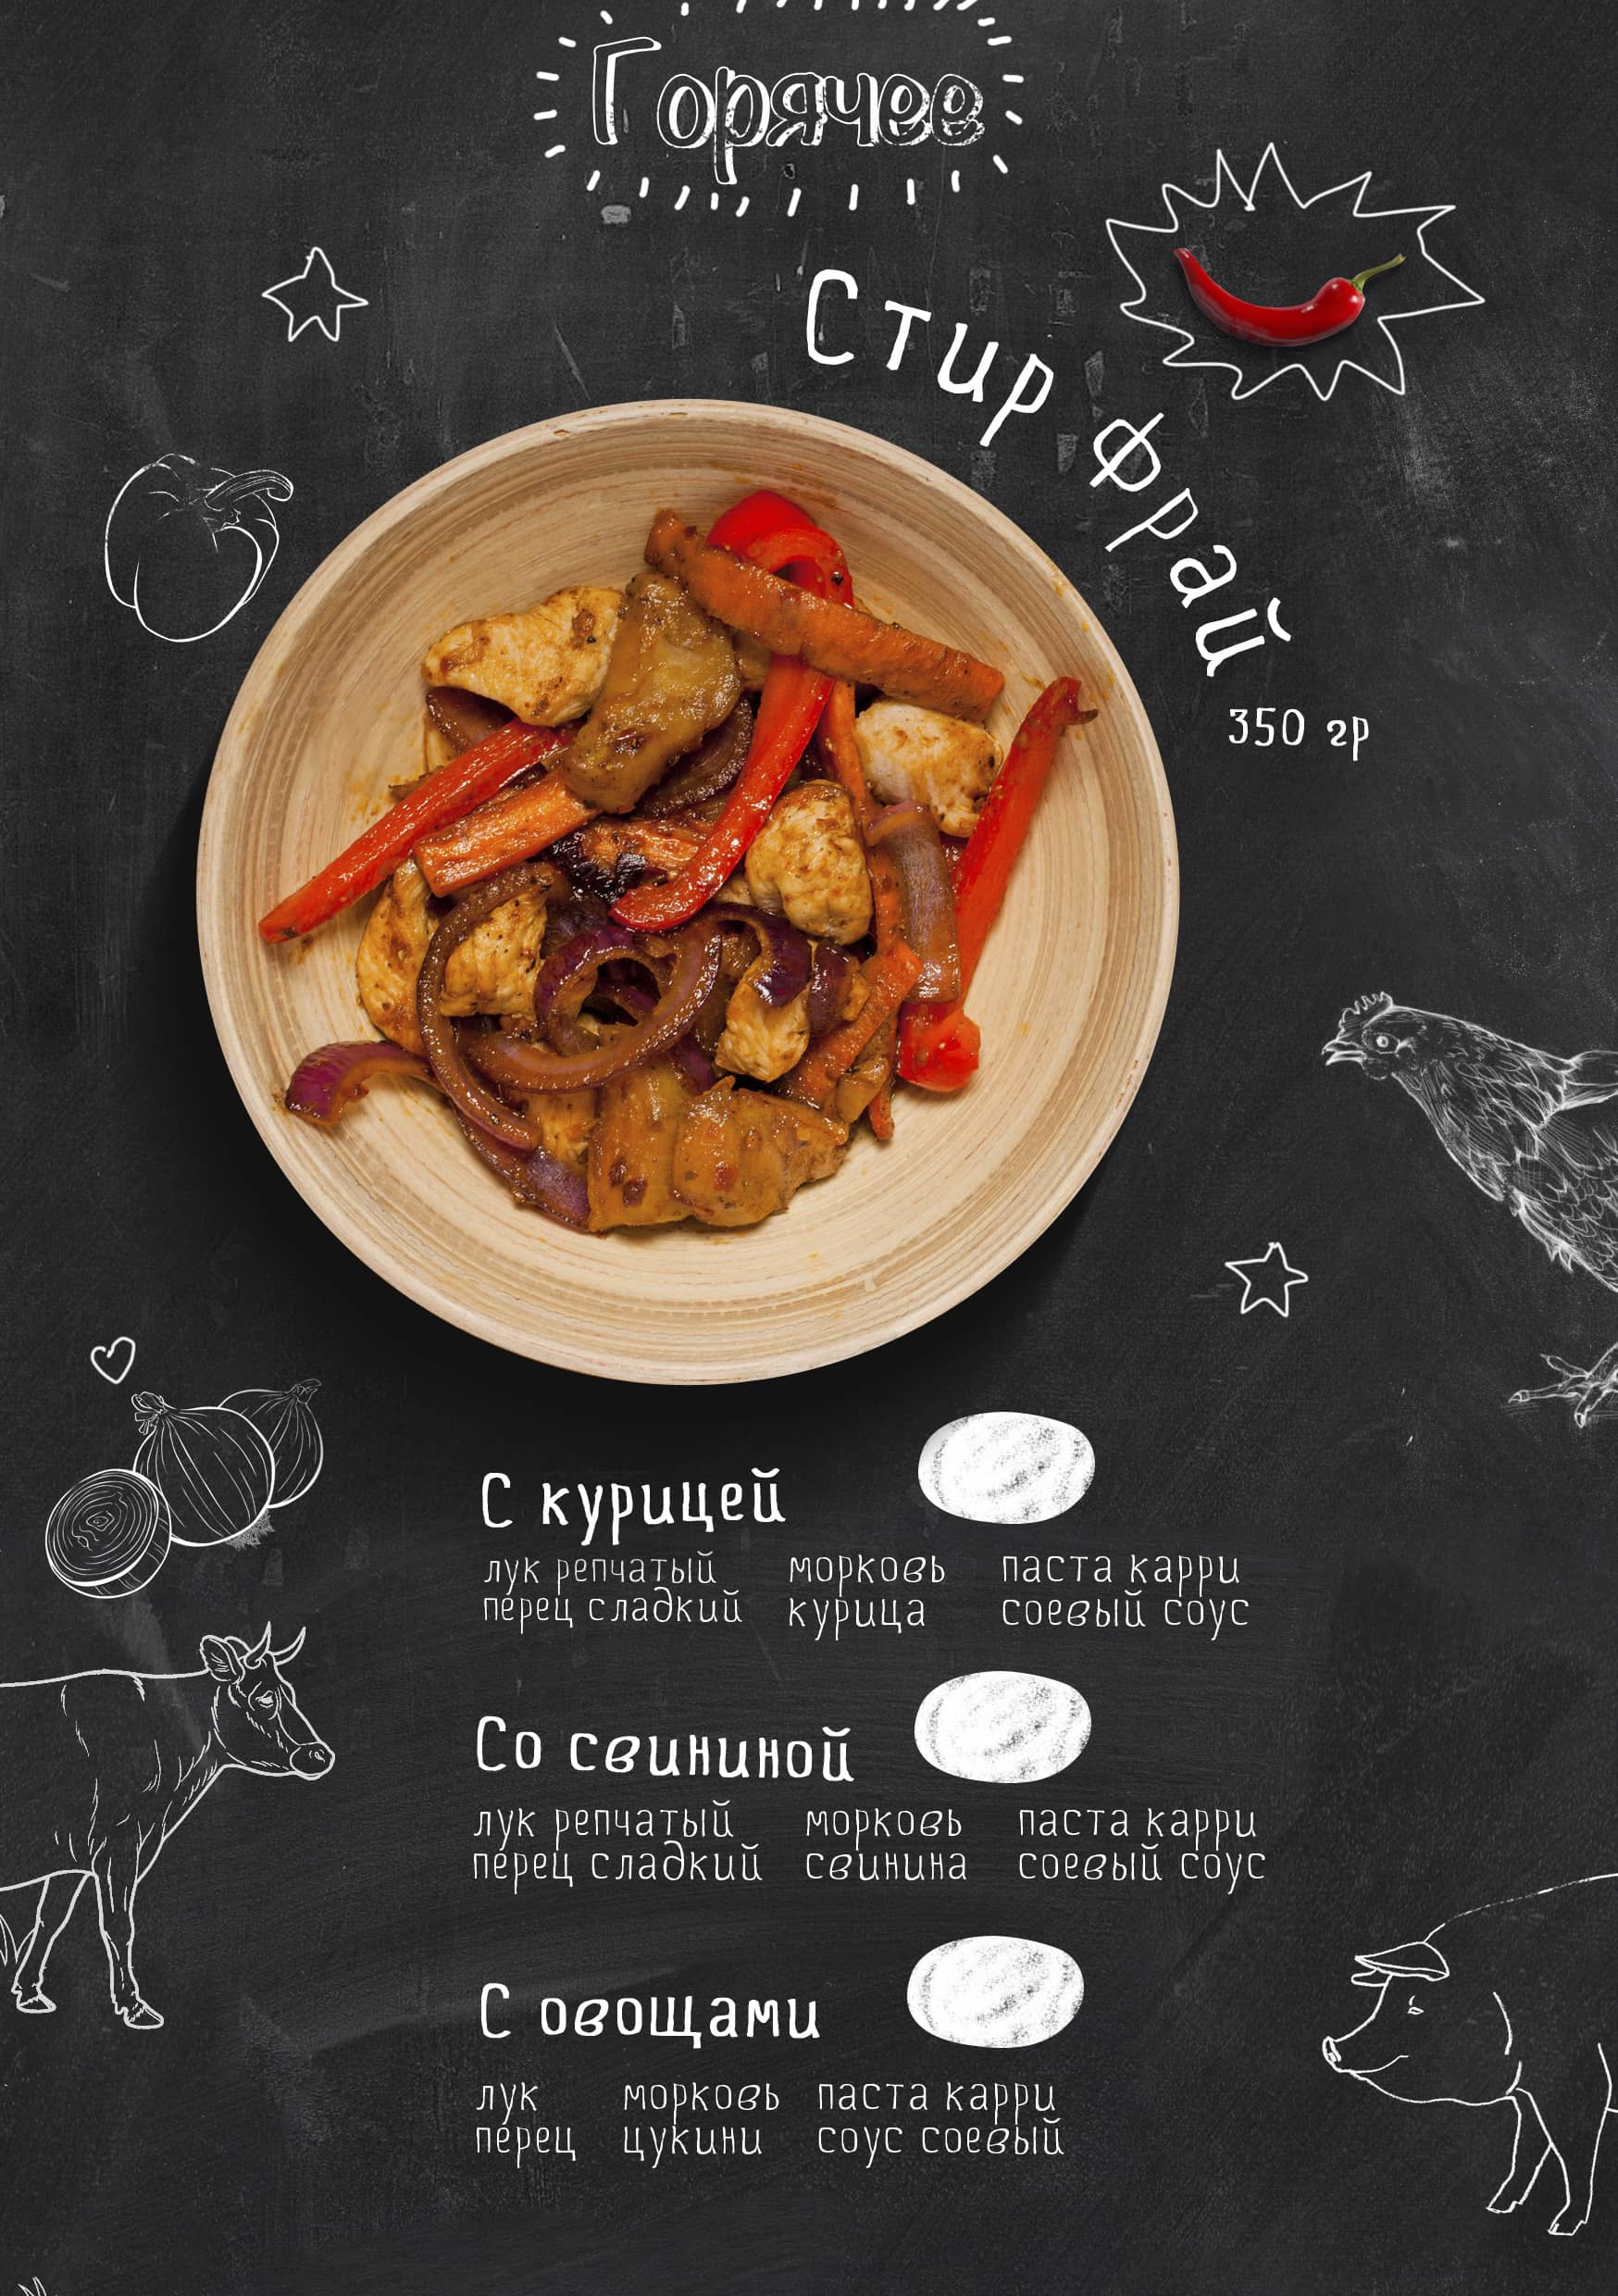 Горячее
Стир фрай
350 гр
С курицей
лук репчатый морковь паста карри
перец сладкий курица соевый соус
Со свининой
лук репчатый морковь паста карри
перец сладкий свинина соевый соус
С овощами
лук морковь паста карри
перец цукини соус соевый